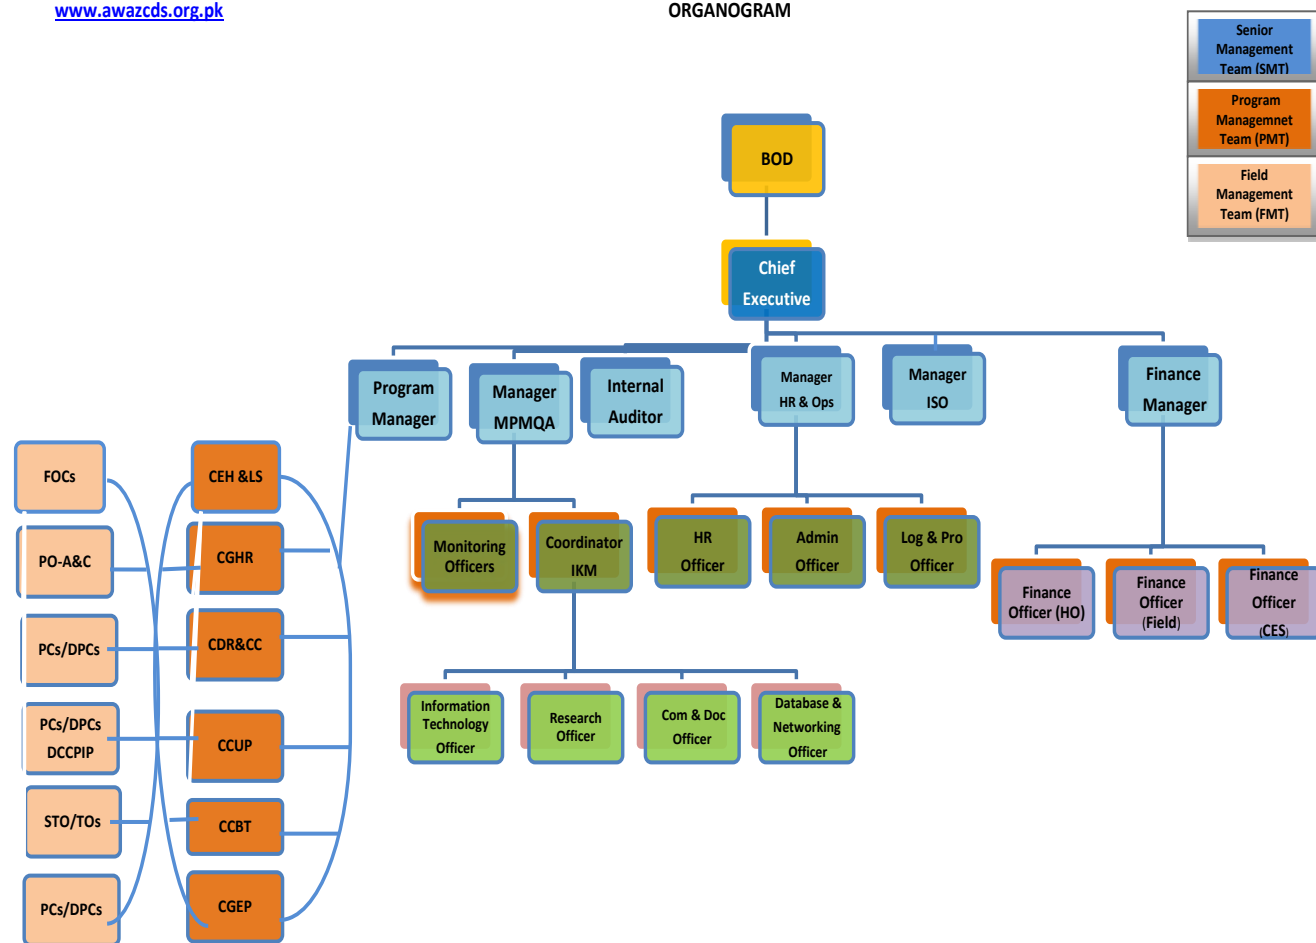 www.awazcds.org.pk
ORGANOGRAM
Senior
Management
Team (SMT)
Program
Managemnet
Team (PMT)
Field
Management
Team (FMT)
BOD
Chief
Executive
Program
Manager
Manager
MPMQA
Internal
Auditor
Manager
HR & Ops
Manager
ISO
Finance
Manager
FOCs
CEH &LS
PO-A&C
CGHR
PCs/DPCs
CDR&CC
PCs/DPCs
DCCPIP
CCUP
STO/TOs
CCBT
PCs/DPCs
CGEP
Monitoring
Officers
Coordinator
IKM
HR
Officer
Admin
Officer
Log & Pro
Officer
Finance
Officer (HO)
Finance
Officer
(Field)
Finance
Officer
(CES)
Information
Technology
Officer
Research
Officer
Com & Doc
Officer
Database &
Networking
Officer